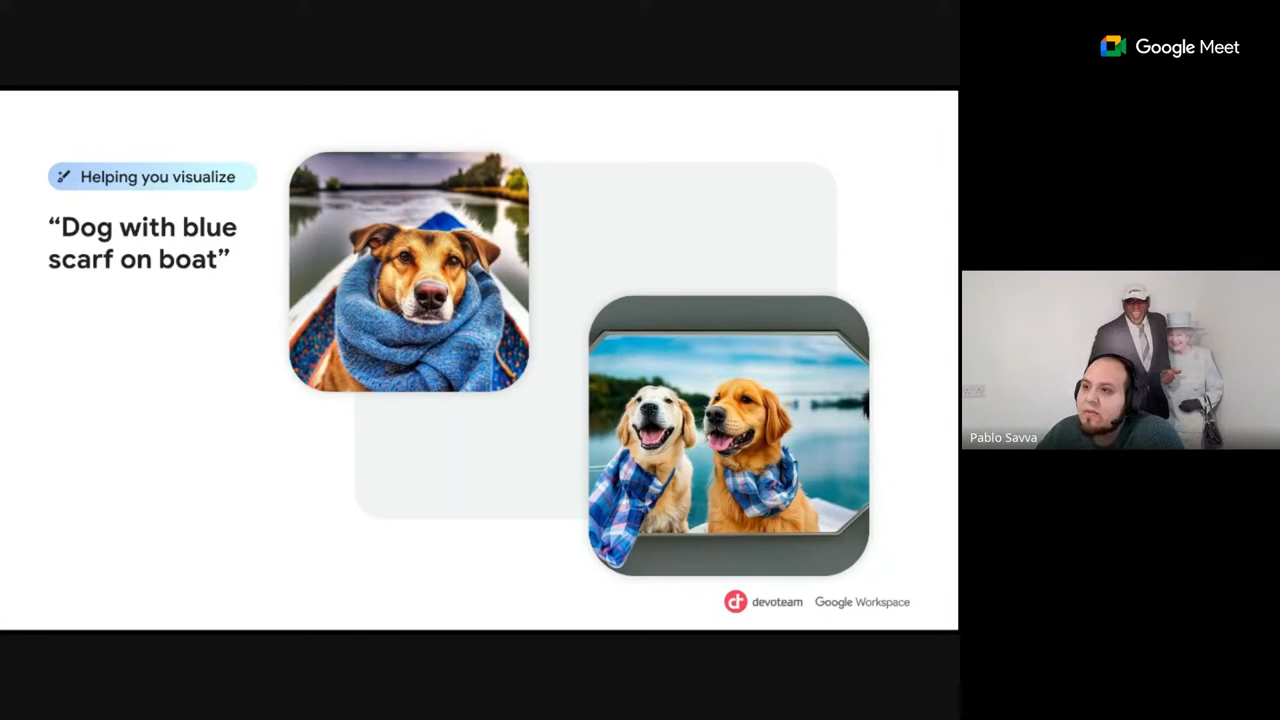 Google Meet
Helping you visualize
“Dog with blue
scarf on boat”
Pablo Savva
devoteam
Google Workspace